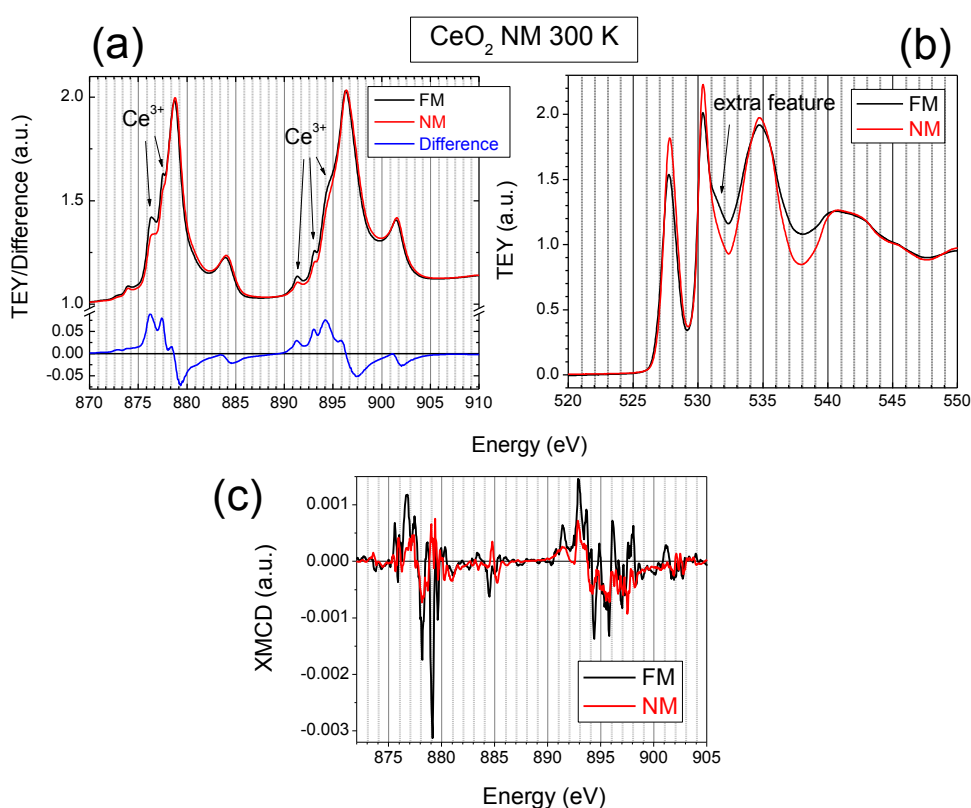 CeO2 NM 300 K
(a)
FM
NM
Difference
Ce3+
Ce3+
TEY/Difference (a.u.)
2.0
1.5
1.0
0.05
0.00
-0.05
870 875 880 885 890 895 900 905 910
Energy (eV)
(b)
extra feature
FM
NM
TEY (a.u.)
2.0
1.5
1.0
0.5
0.0
520 525 530 535 540 545 550
Energy (eV)
(c)
XMCD (a.u.)
0.001
0.000
-0.001
-0.002
-0.003
FM
NM
875 880 885 890 895 900 905
Energy (eV)